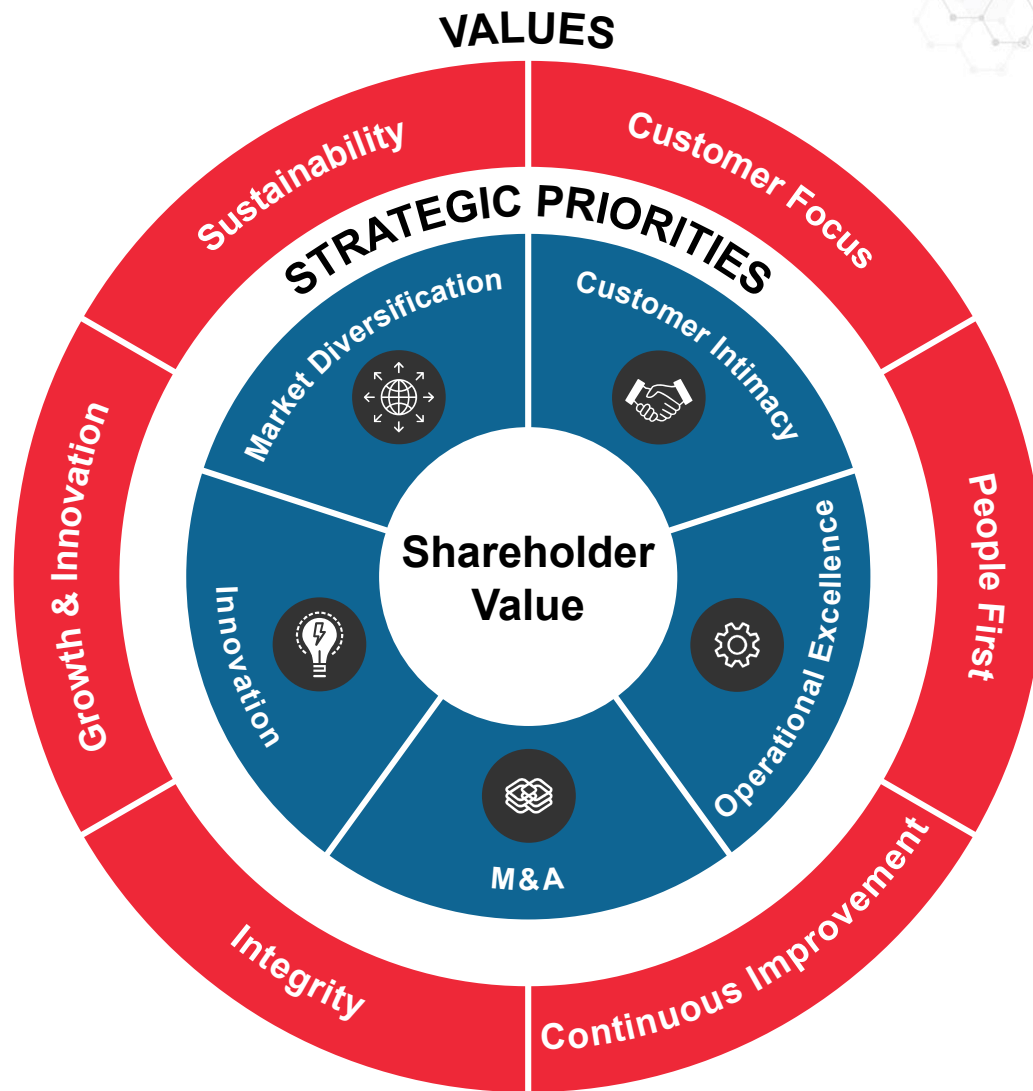 VALUES
Sustainability
Customer Focus
STRATEGIC PRIORITIES
Market Diversification
Customer Intimacy
Growth & Innovation
People First
Shareholder
Value
Innovation
Operational Excellence
M&A
Integrity
Continuous Improvement